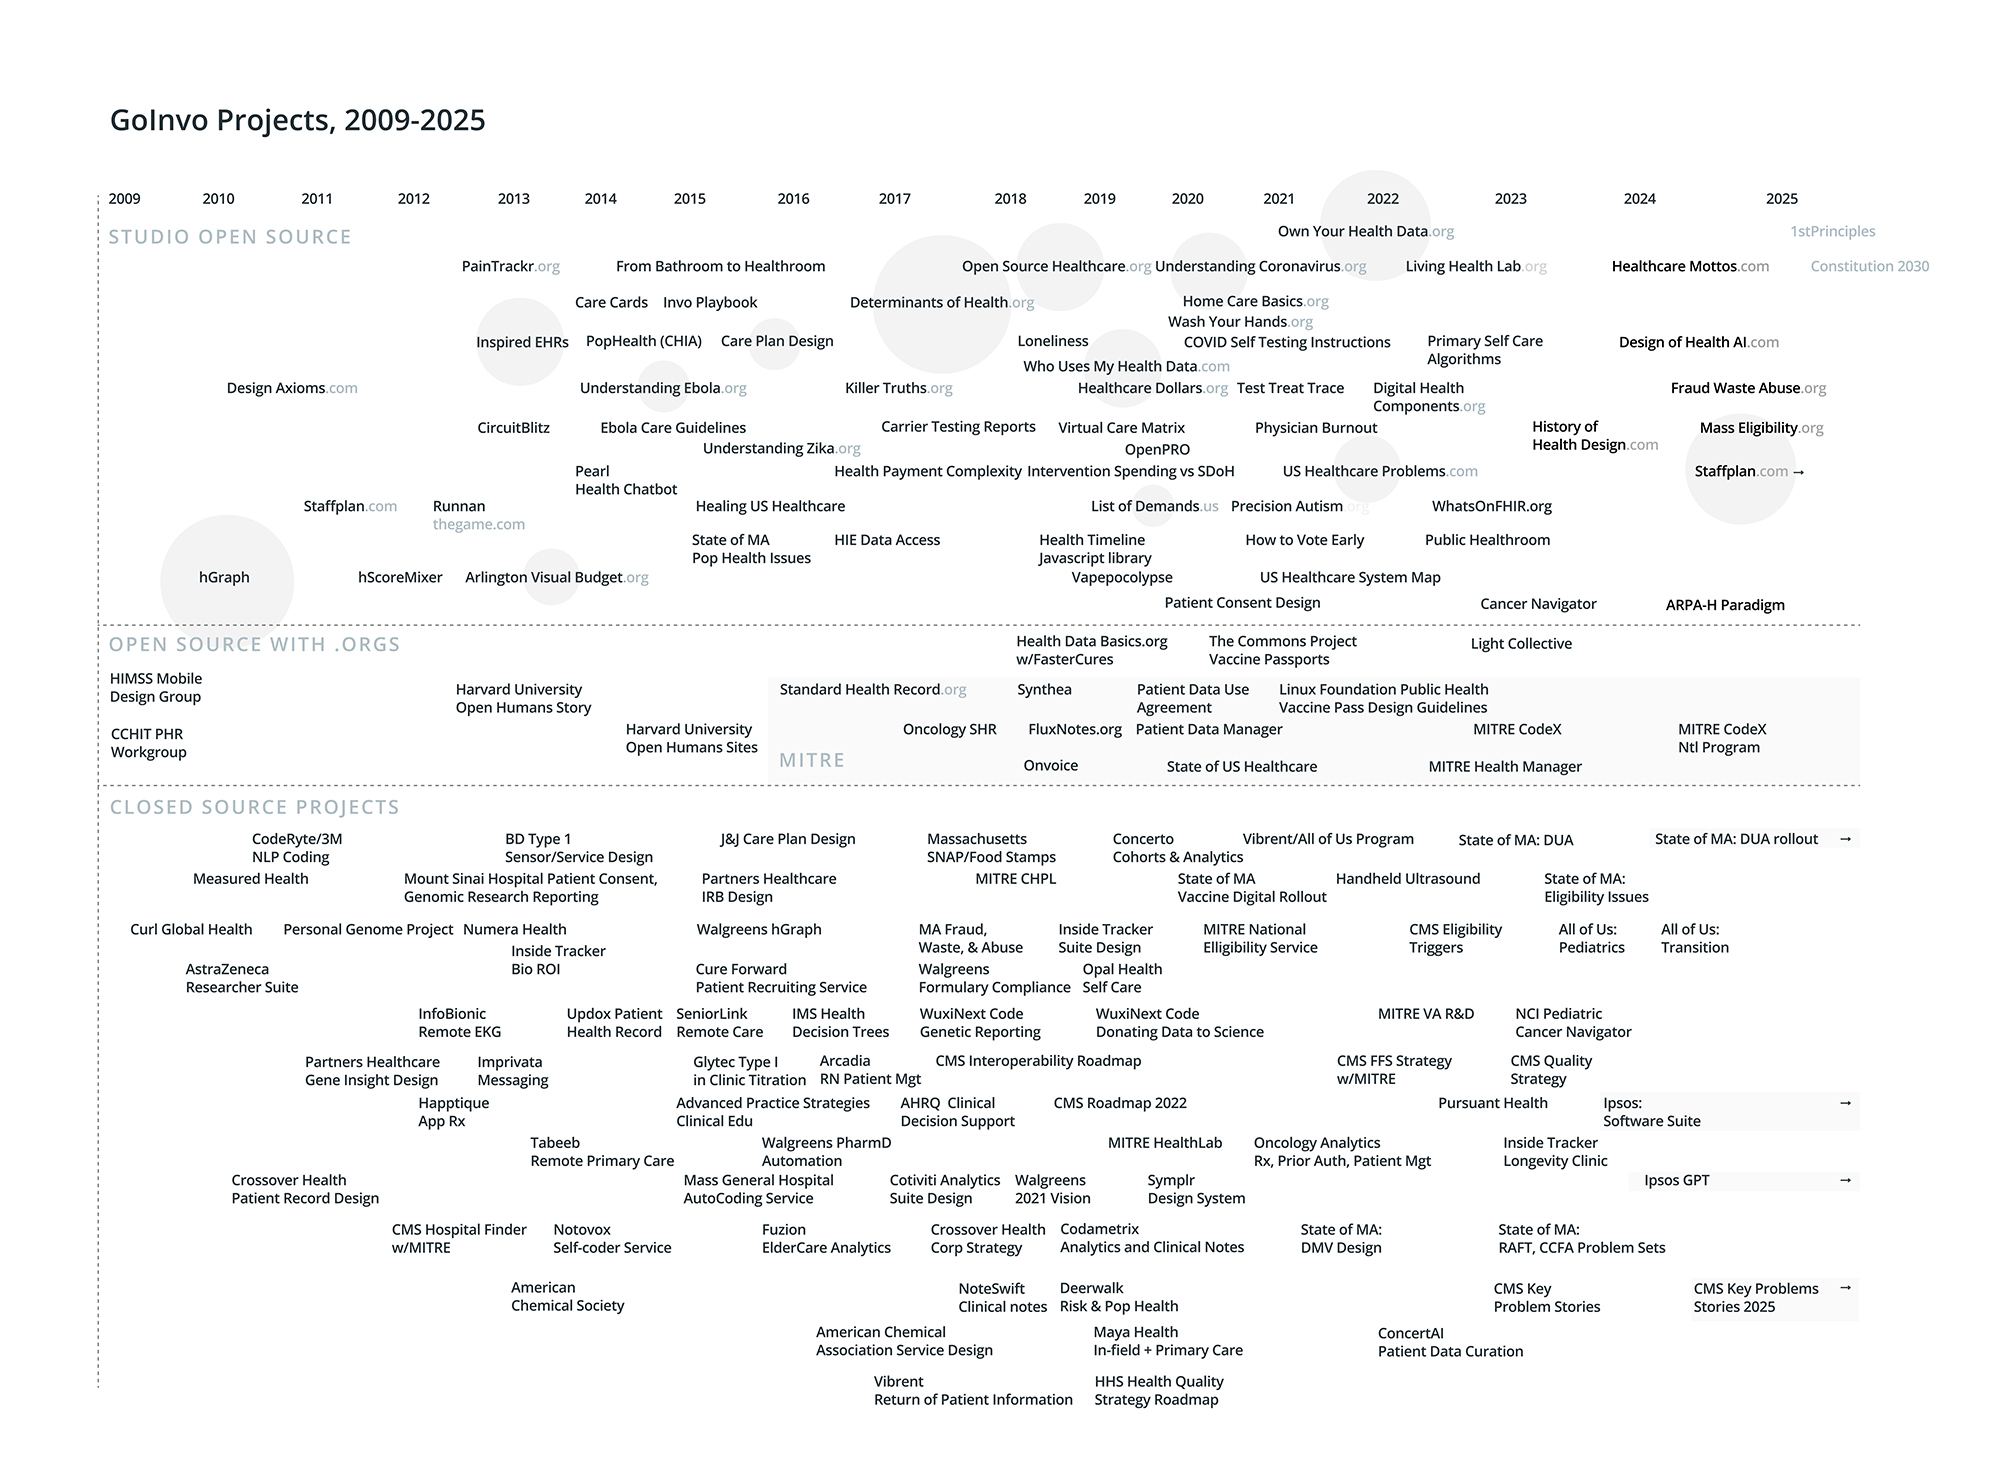 GoInvo Projects, 2009-2025
2009 2010 2011 2012 2013 2014 2015 2016 2017 2018 2019 2020 2021 2022 2023 2024 2025
STUDIO OPEN SOURCE
Own Your Health Data.org
1stPrinciples
PainTrackr.org
From Bathroom to Healthroom
Open Source Healthcare.org
Understanding Coronavirus.org
Living Health Lab.org
Healthcare Mottos.com
Constitution 2030
Care Cards
Invo Playbook
Determinants of Health.org
Home Care Basics.org
Wash Your Hands.org
Inspired EHRs
PopHealth (CHIA)
Care Plan Design
Loneliness
COVID Self Testing Instructions
Primary Self Care
Algorithms
Design of Health AI.com
Who Uses My Health Data.com
Design Axioms.com
Understanding Ebola.org
Killer Truths.org
Healthcare Dollars.org
Test Treat Trace
Digital Health
Components.org
Fraud Waste Abuse.org
CircuitBlitz
Ebola Care Guidelines
Carrier Testing Reports
Virtual Care Matrix
Physician Burnout
History of
Health Design.com
Mass Eligibility.org
Understanding Zika.org
OpenPRO
Pearl
Health Chatbot
Health Payment Complexity
Intervention Spending vs SDoH
US Healthcare Problems.com
Staffplan.com →
Staffplan.com
Runnan
thegame.com
Healing US Healthcare
List of Demands.us
Precision Autism.org
WhatsOnFHIR.org
State of MA
Pop Health Issues
HIE Data Access
Health Timeline
Javascript library
How to Vote Early
Public Healthroom
hGraph
hScoreMixer
Arlington Visual Budget.org
Vapepocolypse
US Healthcare System Map
Patient Consent Design
Cancer Navigator
ARPA-H Paradigm
OPEN SOURCE WITH .ORGS
Health Data Basics.org
w/FasterCures
The Commons Project
Vaccine Passports
Light Collective
HIMSS Mobile
Design Group
Harvard University
Open Humans Story
Standard Health Record.org
Synthea
Patient Data Use
Agreement
Linux Foundation Public Health
Vaccine Pass Design Guidelines
CCHIT PHR
Workgroup
Harvard University
Open Humans Sites
Oncology SHR
FluxNotes.org
Patient Data Manager
MITRE CodeX
MITRE CodeX
Ntl Program
MITRE
Onvoice
State of US Healthcare
MITRE Health Manager
CLOSED SOURCE PROJECTS
CodeRyte/3M
NLP Coding
BD Type 1
Sensor/Service Design
J&J Care Plan Design
Massachusetts
SNAP/Food Stamps
Concerto
Cohorts & Analytics
Vibrent/All of Us Program
State of MA: DUA
State of MA: DUA rollout →
Measured Health
Mount Sinai Hospital Patient Consent,
Genomic Research Reporting
Partners Healthcare
IRB Design
MITRE CHPL
State of MA
Vaccine Digital Rollout
Handheld Ultrasound
State of MA:
Eligibility Issues
Curl Global Health
Personal Genome Project
Numera Health
Walgreens hGraph
MA Fraud,
Waste, & Abuse
Inside Tracker
Suite Design
MITRE National
Elligibility Service
CMS Eligibility
Triggers
All of Us:
Pediatrics
All of Us:
Transition
Inside Tracker
Bio ROI
AstraZeneca
Researcher Suite
Cure Forward
Patient Recruiting Service
Walgreens
Formulary Compliance
Opal Health
Self Care
InfoBionic
Remote EKG
Updox Patient
Health Record
SeniorLink
Remote Care
IMS Health
Decision Trees
WuxiNext Code
Genetic Reporting
WuxiNext Code
Donating Data to Science
MITRE VA R&D
NCI Pediatric
Cancer Navigator
Partners Healthcare
Gene Insight Design
Imprivata
Messaging
Glytec Type I
in Clinic Titration
Arcadia
RN Patient Mgt
CMS Interoperability Roadmap
CMS FFS Strategy
w/MITRE
CMS Quality
Strategy
Happtique
App Rx
Advanced Practice Strategies
Clinical Edu
AHRQ Clinical
Decision Support
CMS Roadmap 2022
Pursuant Health
Ipsos: →
Software Suite
Tabeeb
Remote Primary Care
Walgreens PharmD
Automation
MITRE HealthLab
Oncology Analytics
Rx, Prior Auth, Patient Mgt
Inside Tracker
Longevity Clinic
Crossover Health
Patient Record Design
Mass General Hospital
AutoCoding Service
Cotiviti Analytics
Suite Design
Walgreens
2021 Vision
Symplr
Design System
Ipsos GPT →
CMS Hospital Finder
w/MITRE
Notovox
Self-coder Service
Fuzion
ElderCare Analytics
Crossover Health
Corp Strategy
Codametrix
Analytics and Clinical Notes
State of MA:
DMV Design
State of MA:
RAFT, CCFA Problem Sets
American
Chemical Society
NoteSwift
Clinical notes
Deerwalk
Risk & Pop Health
CMS Key
Problem Stories
CMS Key Problems →
Stories 2025
American Chemical
Association Service Design
Maya Health
In-field + Primary Care
ConcertAI
Patient Data Curation
Vibrent
Return of Patient Information
HHS Health Quality
Strategy Roadmap